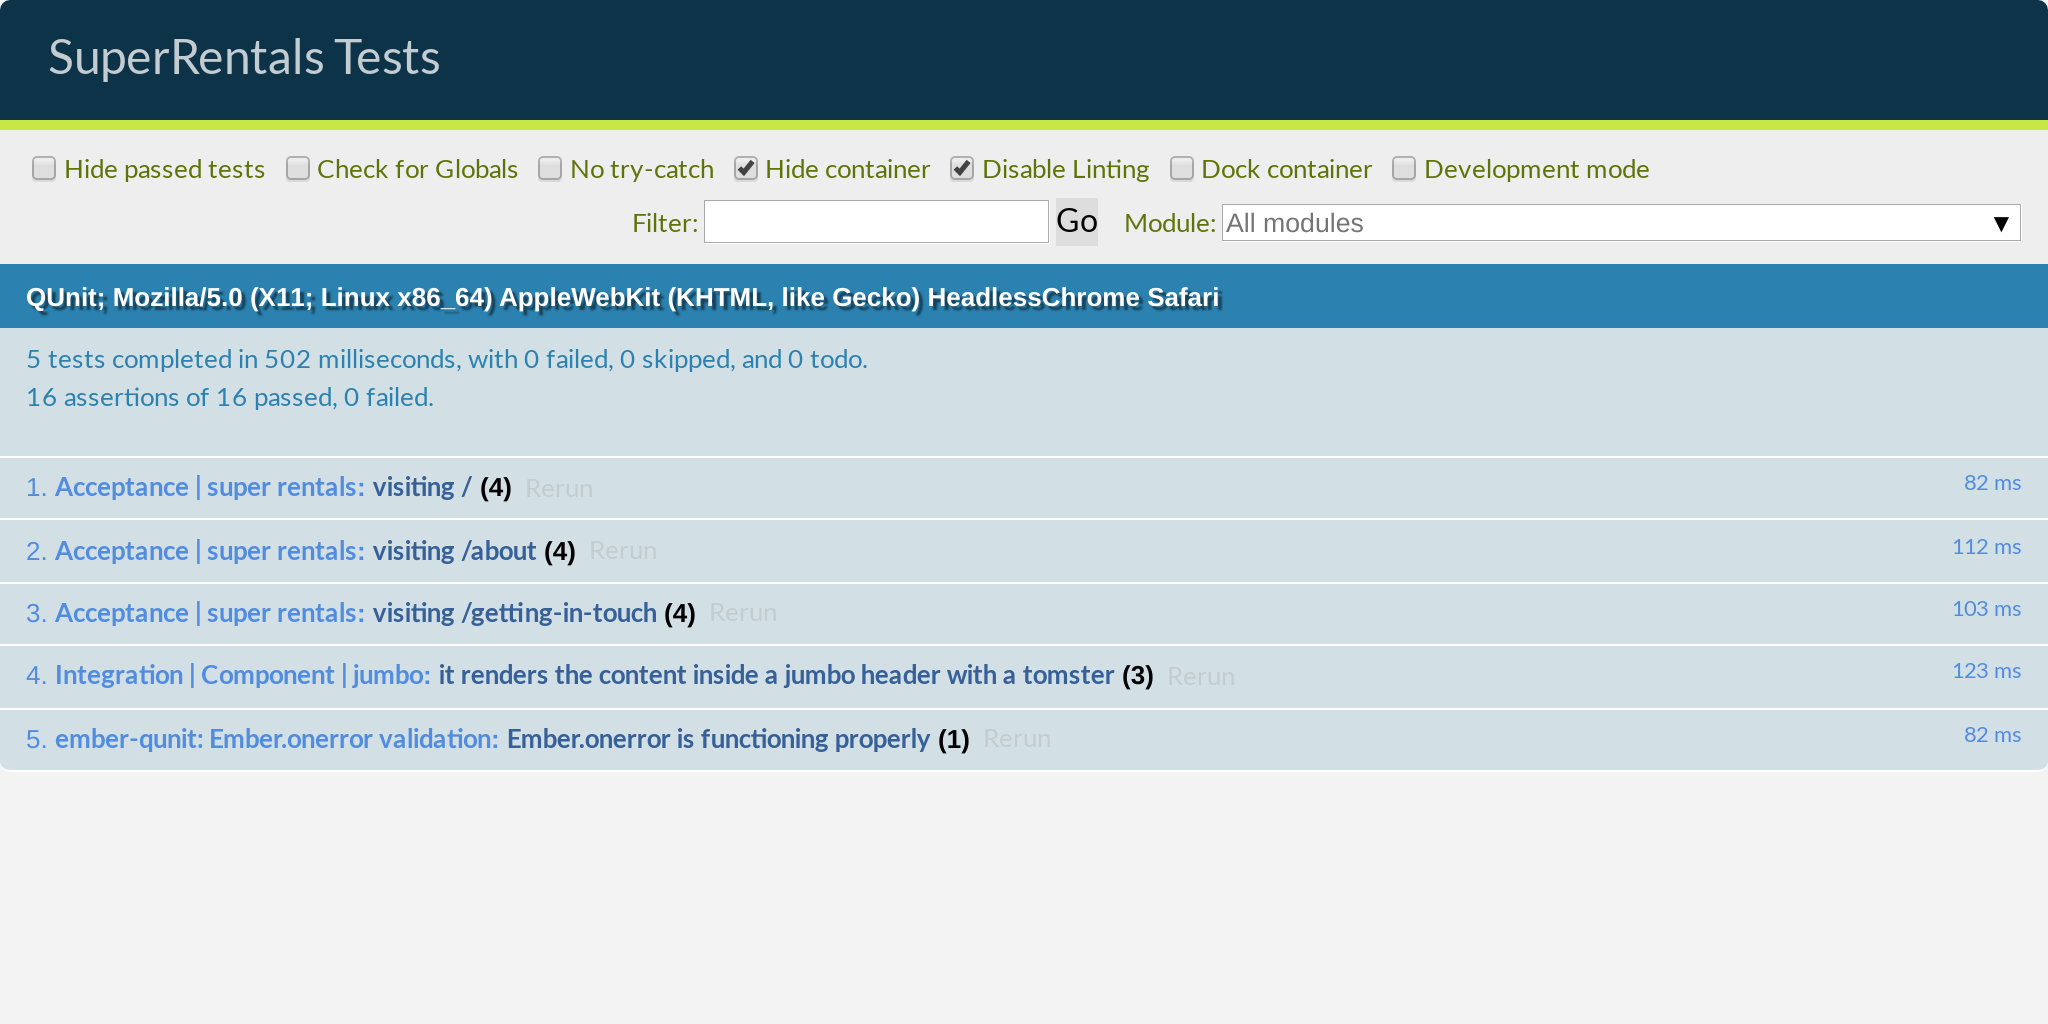 SuperRentals Tests
Hide passed tests Check for Globals No try-catch Hide container Disable Linting Dock container Development mode
Filter: Go Module: All modules ▼
QUnit; Mozilla/5.0 (X11; Linux x86_64) AppleWebKit (KHTML, like Gecko) HeadlessChrome Safari
5 tests completed in 502 milliseconds, with 0 failed, 0 skipped, and 0 todo.
16 assertions of 16 passed, 0 failed.
1. Acceptance | super rentals: visiting / (4) Rerun 82 ms
2. Acceptance | super rentals: visiting /about (4) Rerun 112 ms
3. Acceptance | super rentals: visiting /getting-in-touch (4) Rerun 103 ms
4. Integration | Component | jumbo: it renders the content inside a jumbo header with a tomster (3) Rerun 123 ms
5. ember-qunit: Ember.onerror validation: Ember.onerror is functioning properly (1) Rerun 82 ms